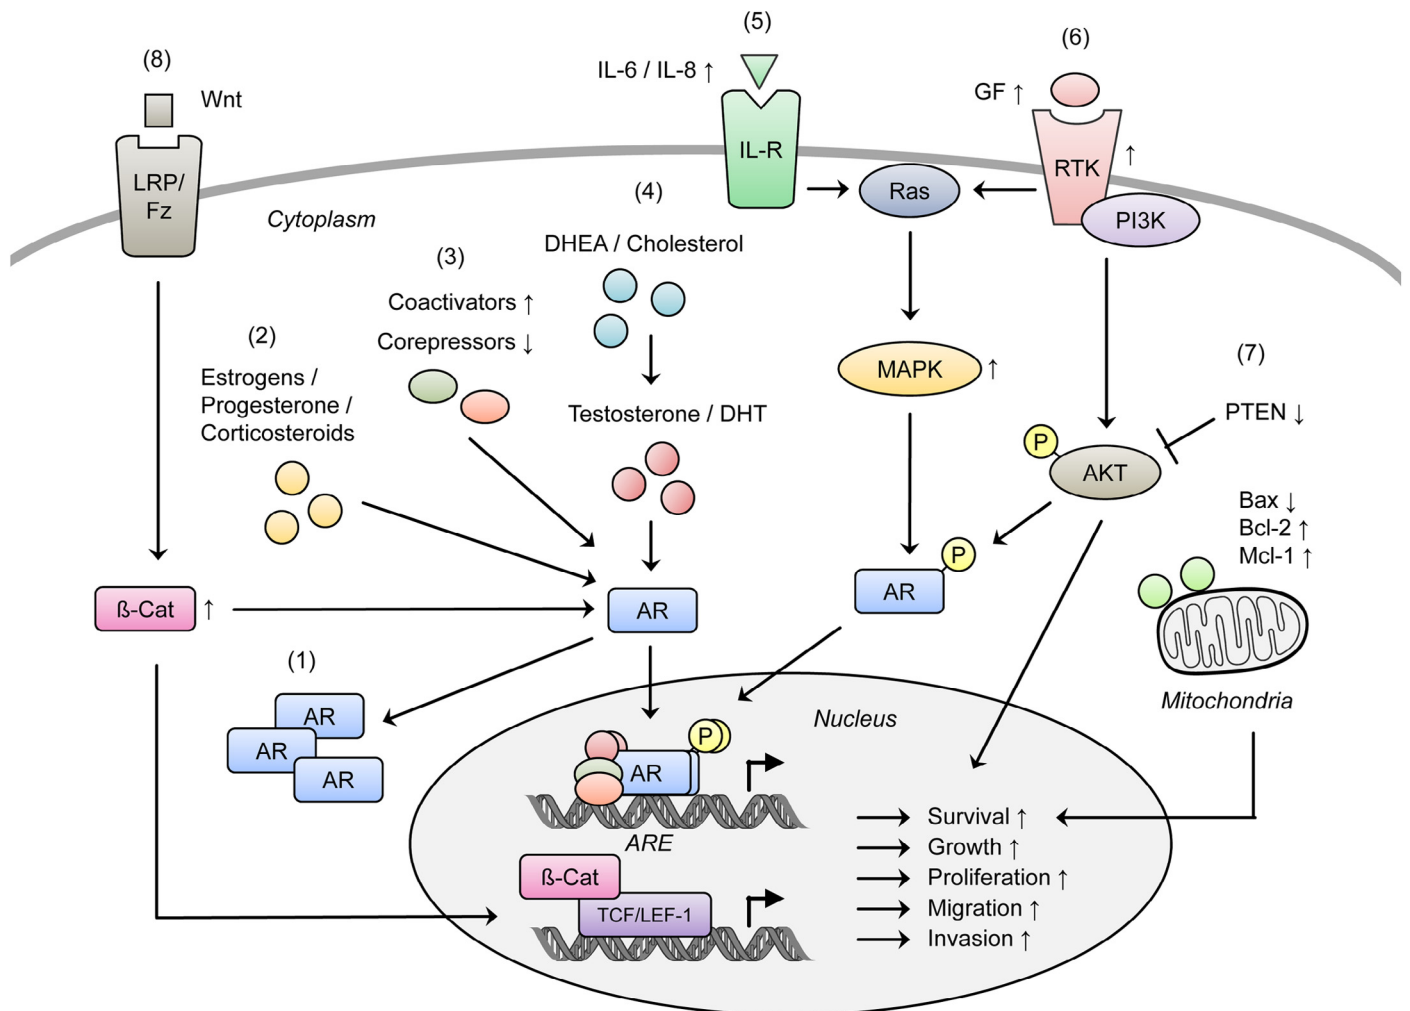 (8)
Wnt
LRP/
Fz
Cytoplasm
(5)
IL-6 / IL-8 ↑
IL-R
(6)
GF ↑
RTK
↑
PI3K
Ras
(4)
DHEA / Cholesterol
(3)
Coactivators ↑
Corepressors ↓
(2)
Estrogens /
Progesterone /
Corticosteroids
Testosterone / DHT
MAPK ↑
(7)
PTEN ↓
P
AKT
Bax ↓
Bcl-2 ↑
Mcl-1 ↑
P
AR
ß-Cat ↑
AR
(1)
AR
AR
AR
Mitochondria
Nucleus
P
AR
ARE
ß-Cat
TCF/LEF-1
Survival ↑
Growth ↑
Proliferation ↑
Migration ↑
Invasion ↑